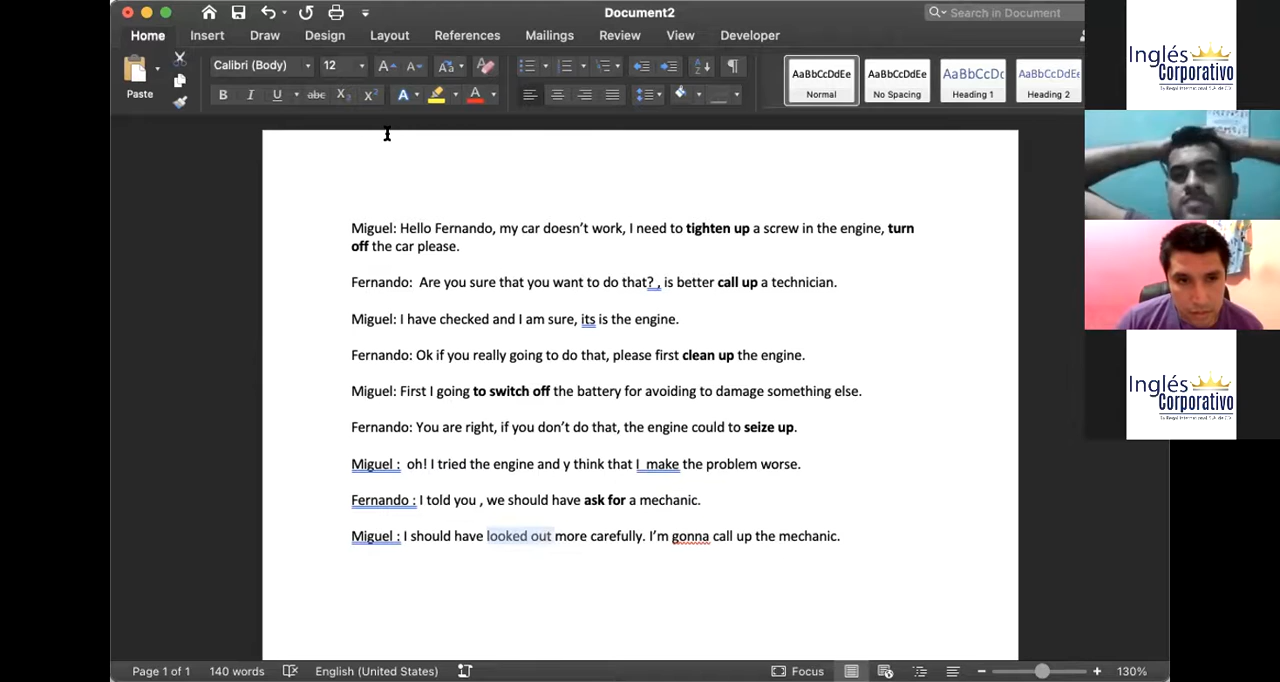 Document2
Search in Document
Home Insert Draw Design Layout References Mailings Review View Developer
Paste
Calibri (Body) 12
AaBbCcDdEe AaBbCcDdEe AaBbCcDc AaBbCcDdEe
Normal No Spacing Heading 1 Heading 2
Inglés
Corporativo
Miguel: Hello Fernando, my car doesn't work, I need to tighten up a screw in the engine, turn
off the car please.
Fernando: Are you sure that you want to do that? , is better call up a technician.
Miguel: I have checked and I am sure, its is the engine.
Fernando: Ok if you really going to do that, please first clean up the engine.
Miguel: First I going to switch off the battery for avoiding to damage something else.
Fernando: You are right, if you don't do that, the engine could to seize up.
Miguel : oh! I tried the engine and y think that I make the problem worse.
Fernando : I told you , we should have ask for a mechanic.
Miguel : I should have looked out more carefully. I'm gonna call up the mechanic.
Inglés
Corporativo
Page 1 of 1 140 words English (United States) Focus 130%